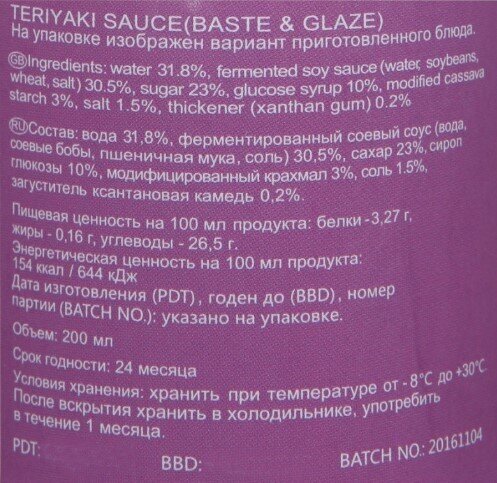 TERIYAKI SAUCE(BASTE & GLAZE)
На упаковке изображен вариант приготовленного блюда.
GB Ingredients: water 31.8%, fermented soy sauce (water, soybeans,
wheat, salt) 30.5%, sugar 23%, glucose syrup 10%, modified cassava
starch 3%, salt 1.5%, thickener (xanthan gum) 0.2%
RU Состав: вода 31,8%, ферментированный соевый соус (вода,
соевые бобы, пшеничная мука, соль) 30,5%, сахар 23%, сироп
глюкозы 10%, модифицированный крахмал 3%, соль 1.5%,
загуститель ксантановая камедь 0,2%.
Пищевая ценность на 100 мл продукта: белки -3,27 г,
жиры - 0,16 г, углеводы - 26,5 г.
Энергетическая ценность на 100 мл продукта:
154 ккал / 644 кДж
Дата изготовления (PDT), годен до (BBD), номер
партии (BATCH NO.): указано на упаковке.
Объем: 200 мл
Срок годности: 24 месяца
Условия хранения: хранить при температуре от -8°C до +30°C.
После вскрытия хранить в холодильнике, употребить
в течение 1 месяца.
PDT: BBD: BATCH NO.: 20161104